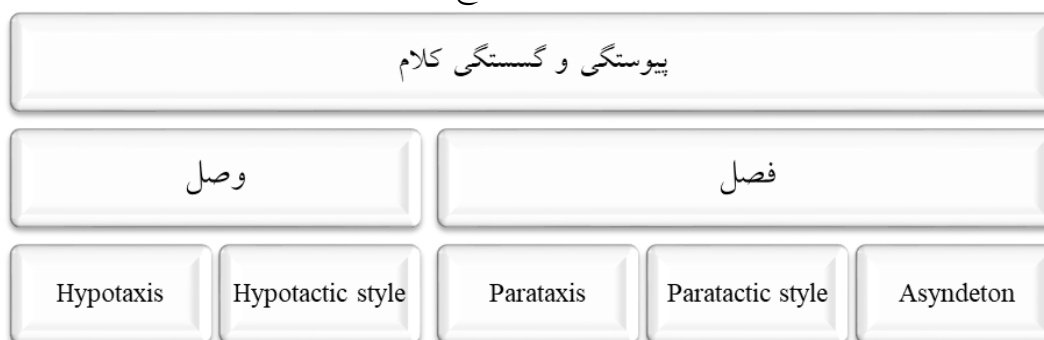 پیوستگی و گسستگی کلام
فصل
وصل
Asyndeton
Paratactic style
Parataxis
Hypotactic style
Hypotaxis